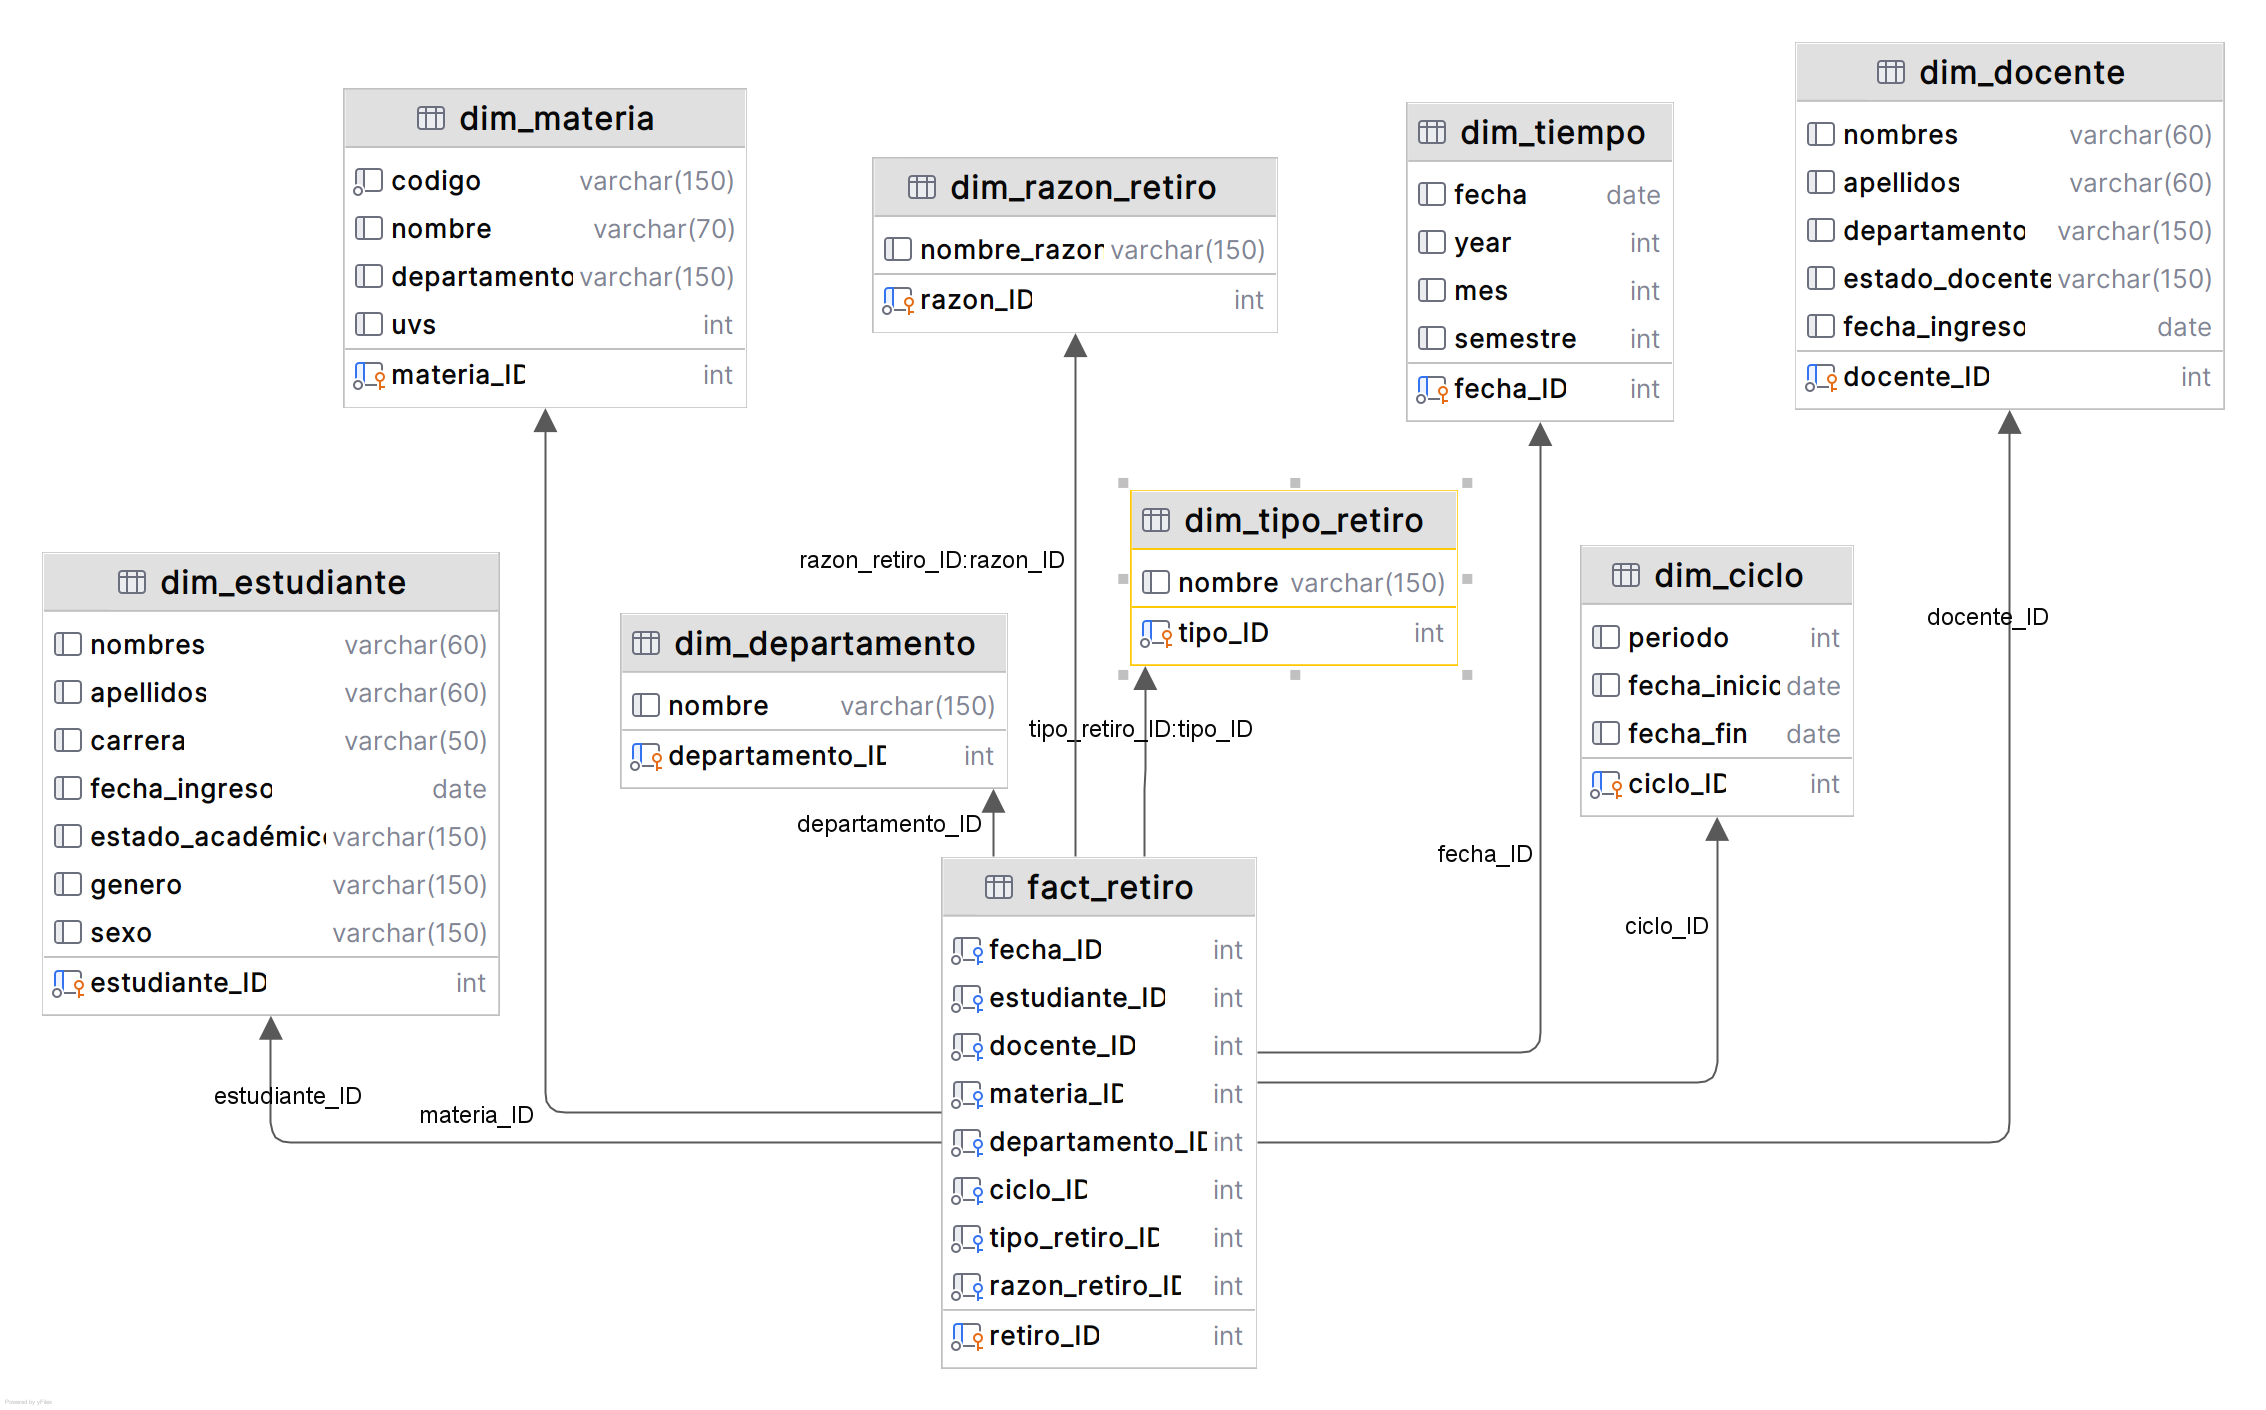 dim_materia
codigo varchar(150)
nombre varchar(70)
departamento varchar(150)
uvs int
materia_ID int
dim_razon_retiro
nombre_razon varchar(150)
razon_ID int
dim_tiempo
fecha date
year int
mes int
semestre int
fecha_ID int
dim_docente
nombres varchar(60)
apellidos varchar(60)
departamento varchar(150)
estado_docente varchar(150)
fecha_ingreso date
docente_ID int
dim_estudiante
nombres varchar(60)
apellidos varchar(60)
carrera varchar(50)
fecha_ingreso date
estado_académico varchar(150)
genero varchar(150)
sexo varchar(150)
estudiante_ID int
dim_departamento
nombre varchar(150)
departamento_ID int
dim_tipo_retiro
nombre varchar(150)
tipo_ID int
dim_ciclo
periodo int
fecha_inicio date
fecha_fin date
ciclo_ID int
razon_retiro_ID:razon_ID
tipo_retiro_ID:tipo_ID
departamento_ID
fecha_ID
ciclo_ID
docente_ID
estudiante_ID
materia_ID
fact_retiro
fecha_ID int
estudiante_ID int
docente_ID int
materia_ID int
departamento_ID int
ciclo_ID int
tipo_retiro_ID int
razon_retiro_ID int
retiro_ID int
Powered by yFiles